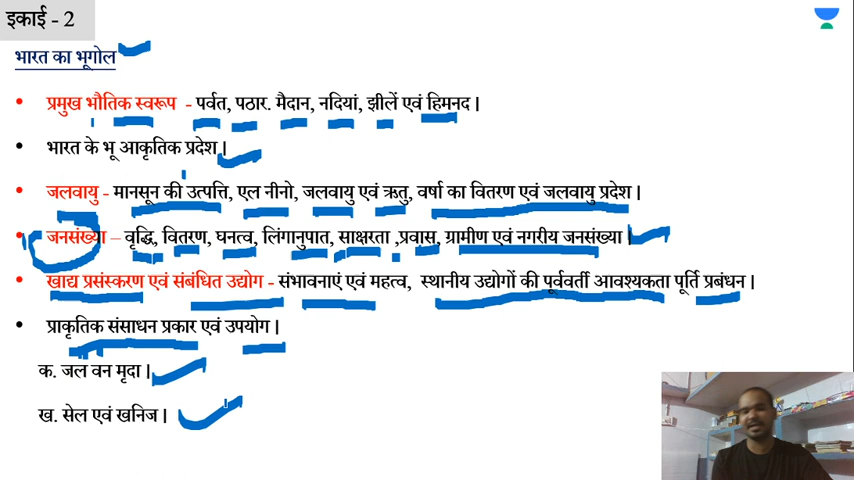 इकाई - 2
भारत का भूगोल
• प्रमुख भौतिक स्वरूप - पर्वत, पठार. मैदान, नदियां, झीलें एवं हिमनद |
• भारत के भू आकृतिक प्रदेश |
• जलवायु - मानसून की उत्पत्ति, एल नीनो, जलवायु एवं ऋतु, वर्षा का वितरण एवं जलवायु प्रदेश |
• जनसंख्या – वृद्धि, वितरण, घनत्व, लिंगानुपात, साक्षरता ,प्रवास, ग्रामीण एवं नगरीय जनसंख्या |
• खाद्य प्रसंस्करण एवं संबंधित उद्योग - संभावनाएं एवं महत्व, स्थानीय उद्योगों की पूर्ववर्ती आवश्यकता पूर्ति प्रबंधन |
• प्राकृतिक संसाधन प्रकार एवं उपयोग |
क. जल वन मृदा |
ख. सेल एवं खनिज |